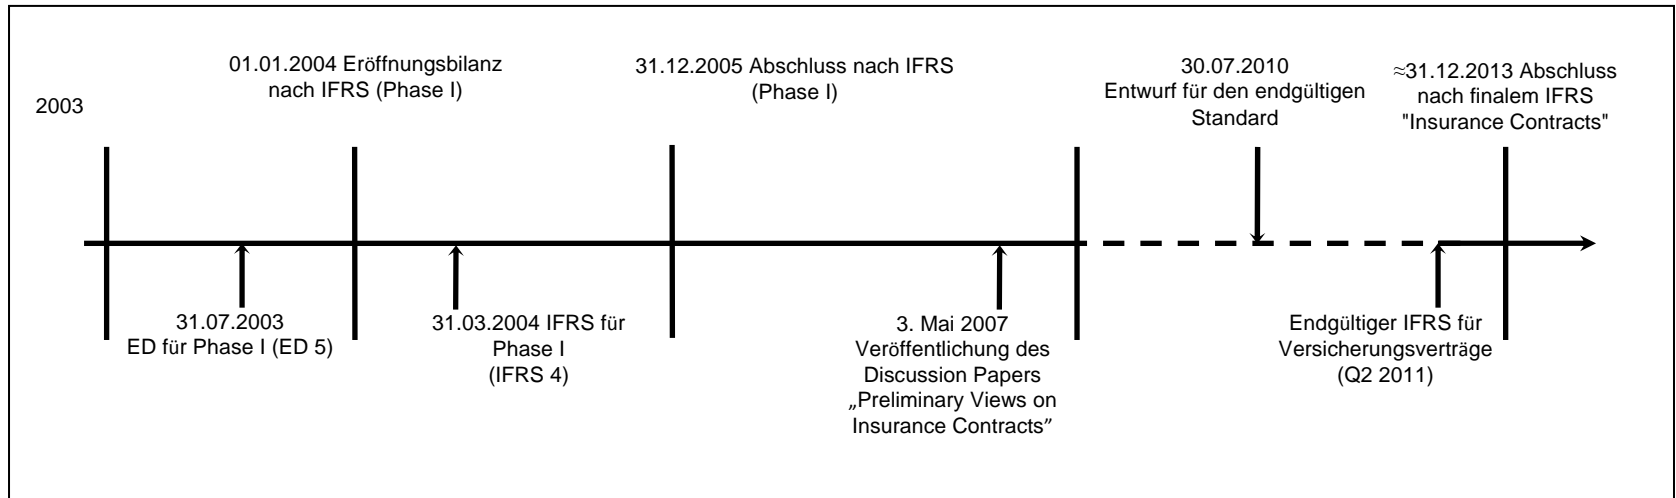 2003
01.01.2004 Eröffnungsbilanz
nach IFRS (Phase I)
31.12.2005 Abschluss nach IFRS
(Phase I)
30.07.2010
Entwurf für den endgültigen
Standard
≈31.12.2013 Abschluss
nach finalem IFRS
"Insurance Contracts"
31.07.2003
ED für Phase I (ED 5)
31.03.2004 IFRS für
Phase I
(IFRS 4)
3. Mai 2007
Veröffentlichung des
Discussion Papers
„Preliminary Views on
Insurance Contracts”
Endgültiger IFRS für
Versicherungsverträge
(Q2 2011)